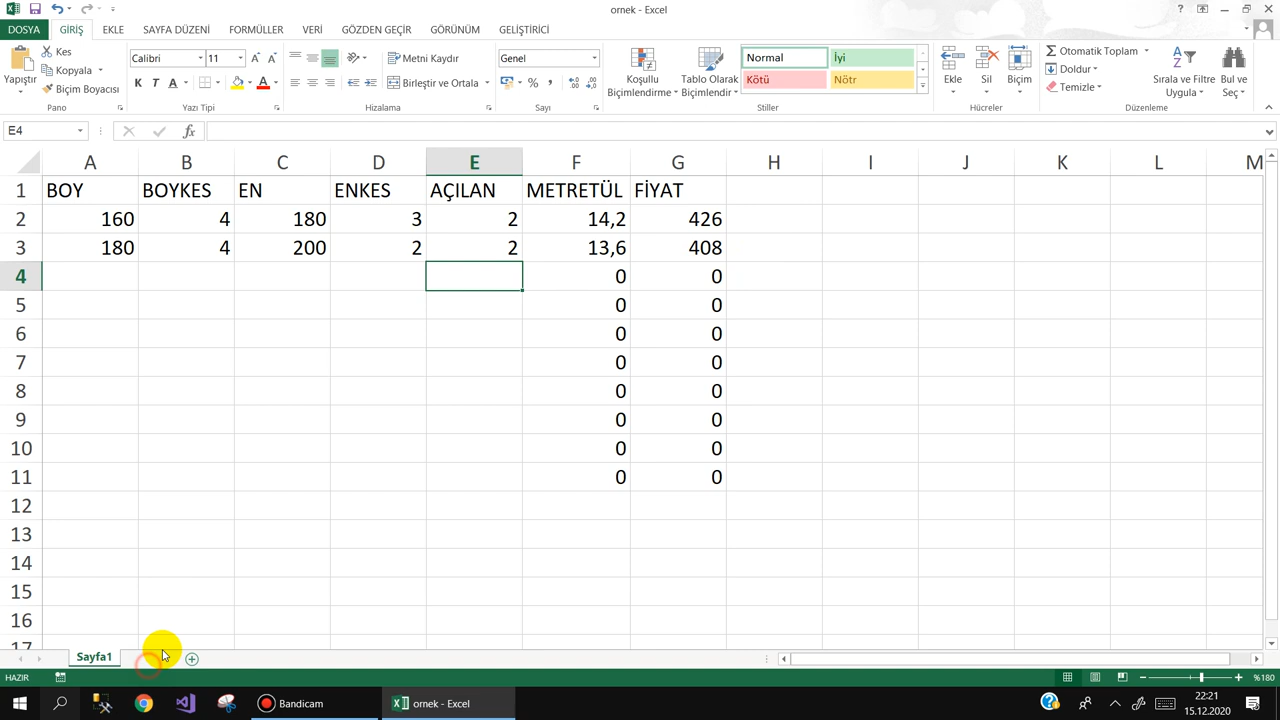 ornek - Excel
DOSYA GİRİŞ EKLE SAYFA DÜZENİ FORMÜLLER VERİ GÖZDEN GEÇİR GÖRÜNÜM GELİŞTİRİCİ
Yapıştır
Kes
Kopyala
Biçim Boyacısı
Pano
Calibri 11
K T A
Yazı Tipi
Metni Kaydır
Birleştir ve Ortala
Hizalama
Genel
%
Sayı
Koşullu Biçimlendirme
Tablo Olarak Biçimlendir
Normal İyi
Kötü Nötr
Stiller
Ekle Sil Biçim
Hücreler
Otomatik Toplam
Doldur
Temizle
Sırala ve Filtre Uygula
Bul ve Seç
Düzenleme
E4 fx
A B C D E F G H I J K L M
1 BOY BOYKES EN ENKES AÇILAN METRETÜL FİYAT
2 160 4 180 3 2 14,2 426
3 180 4 200 2 2 13,6 408
4 0 0
5 0 0
6 0 0
7 0 0
8 0 0
9 0 0
10 0 0
11 0 0
12
13
14
15
16
17
Sayfa1
HAZIR %180
Bandicam ornek - Excel 22:21
15.12.2020